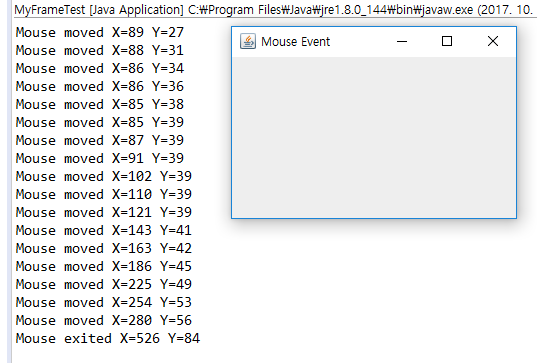 MyFrameTest [Java Application] C:₩Program Files₩Java₩jre1.8.0_144₩bin₩javaw.exe (2017. 10.
Mouse moved X=89 Y=27
Mouse moved X=88 Y=31
Mouse moved X=86 Y=34
Mouse moved X=86 Y=36
Mouse moved X=85 Y=38
Mouse moved X=85 Y=39
Mouse moved X=87 Y=39
Mouse moved X=91 Y=39
Mouse moved X=102 Y=39
Mouse moved X=110 Y=39
Mouse moved X=121 Y=39
Mouse moved X=143 Y=41
Mouse moved X=163 Y=42
Mouse moved X=186 Y=45
Mouse moved X=225 Y=49
Mouse moved X=254 Y=53
Mouse moved X=280 Y=56
Mouse exited X=526 Y=84
Mouse Event